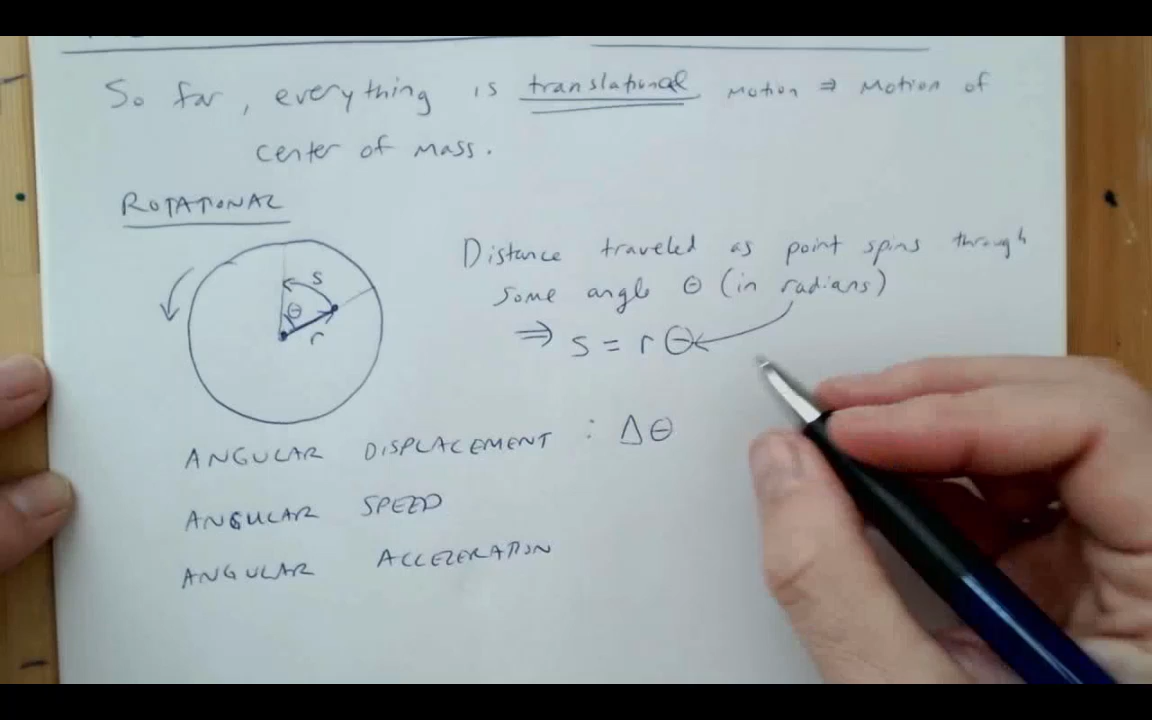 So far, everything is translational motion ⇒ motion of
center of mass.
ROTATIONAL
s
θ
r
Distance traveled as point spins through
some angle θ (in radians)
⇒ s = r θ
ANGULAR DISPLACEMENT : Δθ
ANGULAR SPEED
ANGULAR ACCELERATION